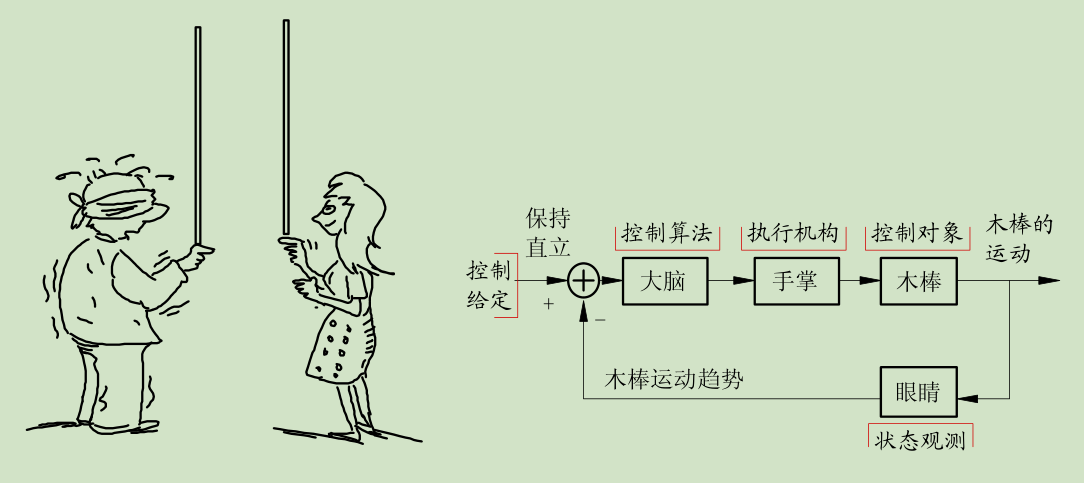 保持
直立
控制
给定
+
−
控制算法
大脑
执行机构
手掌
控制对象
木棒
木棒的
运动
木棒运动趋势
眼睛
状态观测